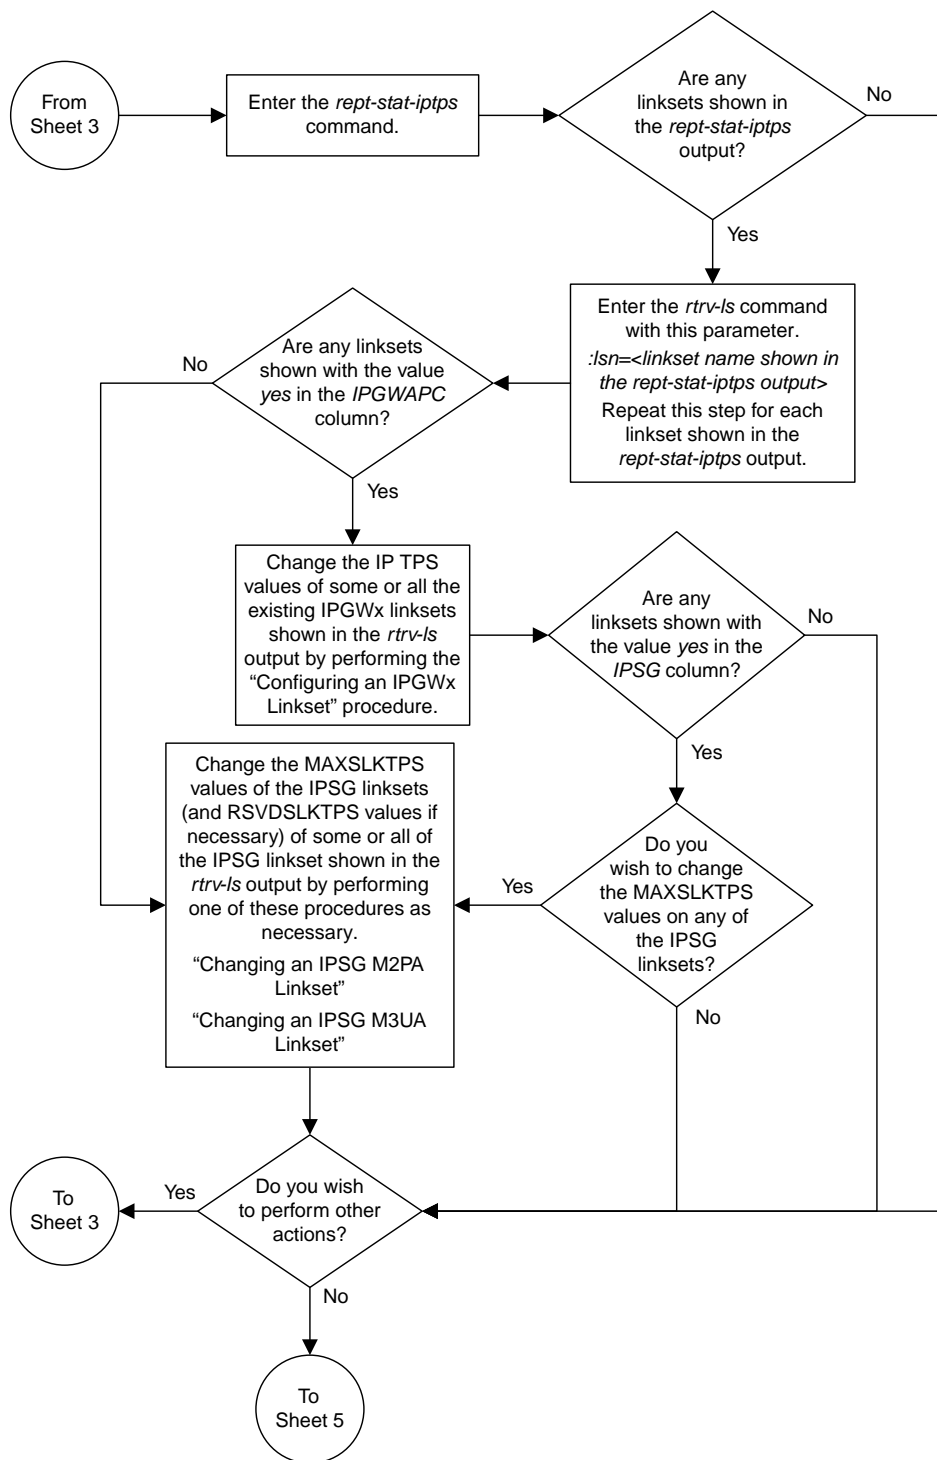 From
Sheet 3
Enter the rept-stat-iptps
command.
Are any
linksets shown in
the rept-stat-iptps
output?
No
Yes
Enter the rtrv-ls command
with this parameter.
:lsn=<linkset name shown in
the rept-stat-iptps output>
Repeat this step for each
linkset shown in the
rept-stat-iptps output.
Are any linksets
shown with the value
yes in the IPGWAPC
column?
No
Yes
Change the IP TPS
values of some or all the
existing IPGWx linksets
shown in the rtrv-ls
output by performing the
“Configuring an IPGWx
Linkset” procedure.
Are any
linksets shown with
the value yes in the
IPSG column?
No
Yes
Do you
wish to change
the MAXSLKTPS
values on any of
the IPSG
linksets?
Yes
No
Change the MAXSLKTPS
values of the IPSG linksets
(and RSVDSLKTPS values if
necessary) of some or all of
the IPSG linkset shown in the
rtrv-ls output by performing
one of these procedures as
necessary.
“Changing an IPSG M2PA
Linkset”
“Changing an IPSG M3UA
Linkset”
Do you wish
to perform other
actions?
Yes
To
Sheet 3
No
To
Sheet 5